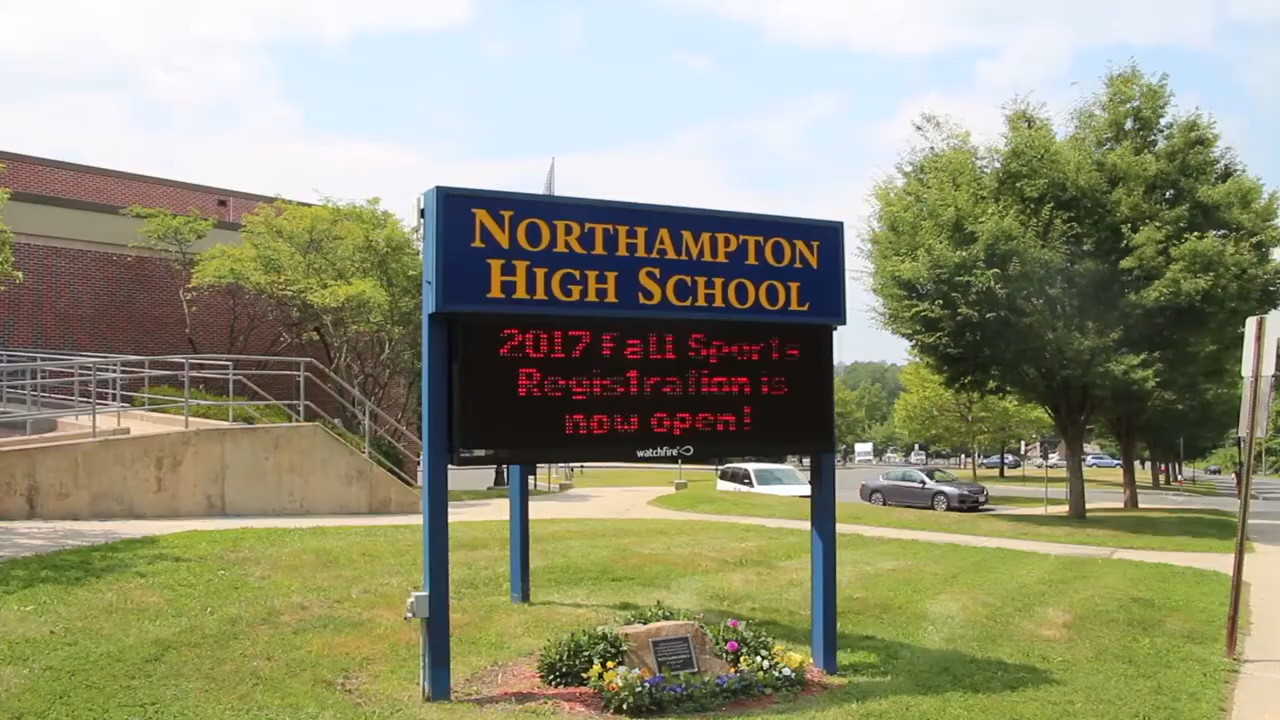 NORTHAMPTON
HIGH SCHOOL
2017 Fall Sports
Registration is
now open!
watchfire